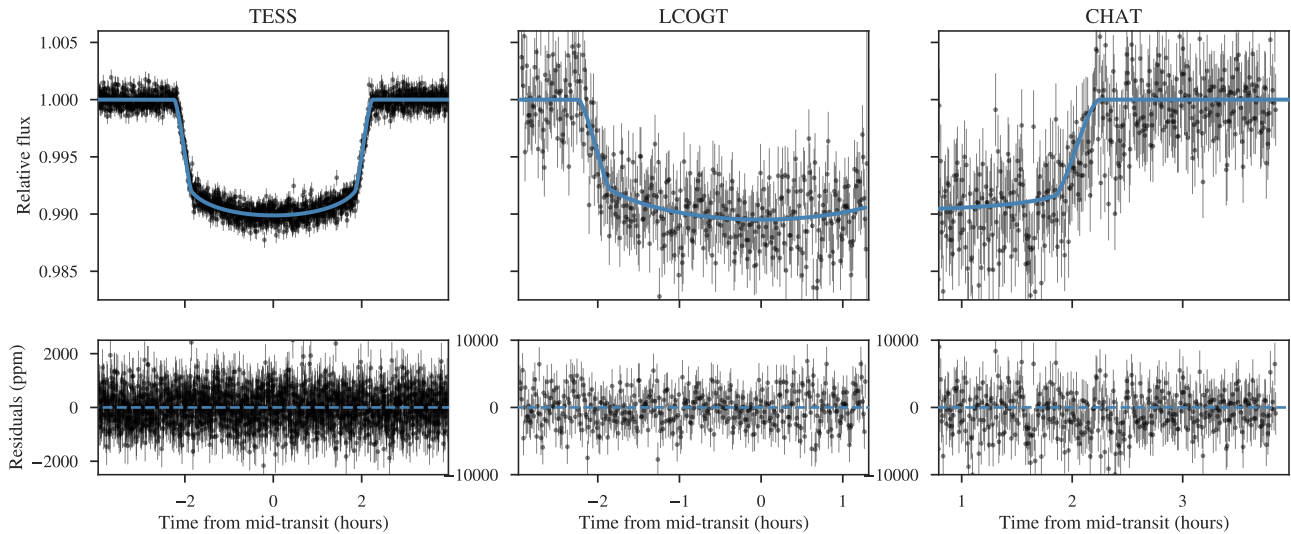 TESS LCOGT CHAT
1.005
1.000
0.995
0.990
0.985
Relative flux
2000
0
−2000
Residuals (ppm)
10000
0
10000
10000
0
10000
−2 0 2
−2 −1 0 1
1 2 3
Time from mid-transit (hours) Time from mid-transit (hours) Time from mid-transit (hours)